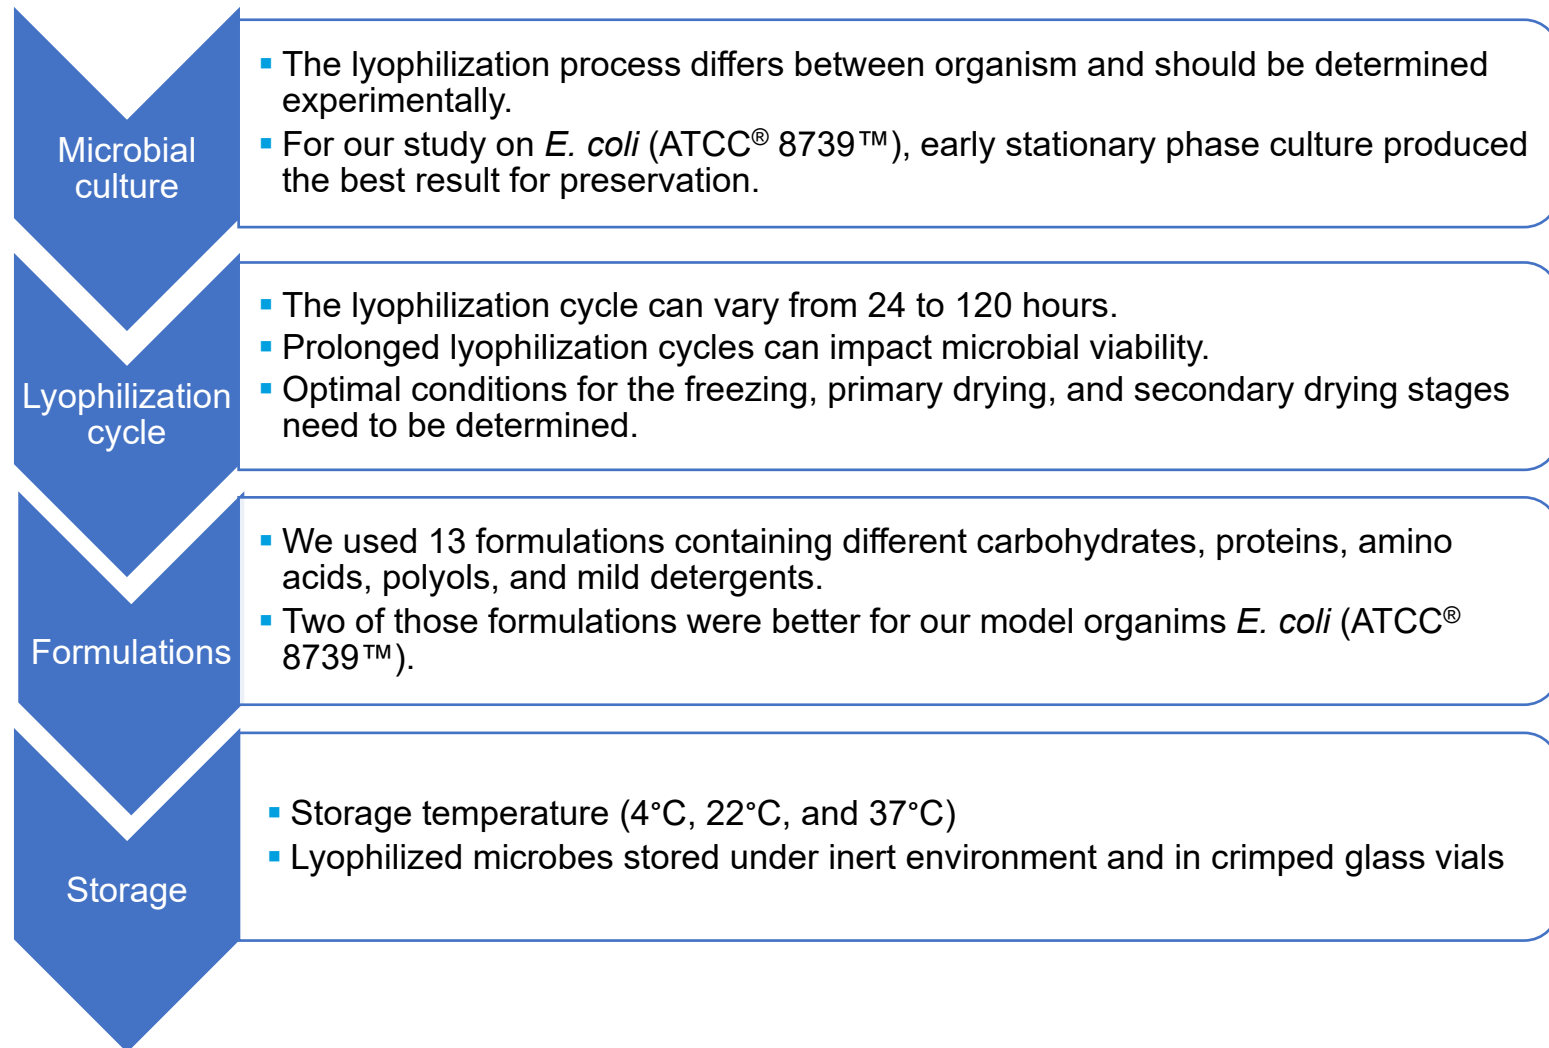 Microbial
culture
▪ The lyophilization process differs between organism and should be determined
experimentally.
▪ For our study on E. coli (ATCC® 8739™), early stationary phase culture produced
the best result for preservation.
Lyophilization
cycle
▪ The lyophilization cycle can vary from 24 to 120 hours.
▪ Prolonged lyophilization cycles can impact microbial viability.
▪ Optimal conditions for the freezing, primary drying, and secondary drying stages
need to be determined.
Formulations
▪ We used 13 formulations containing different carbohydrates, proteins, amino
acids, polyols, and mild detergents.
▪ Two of those formulations were better for our model organims E. coli (ATCC®
8739™).
Storage
▪ Storage temperature (4°C, 22°C, and 37°C)
▪ Lyophilized microbes stored under inert environment and in crimped glass vials